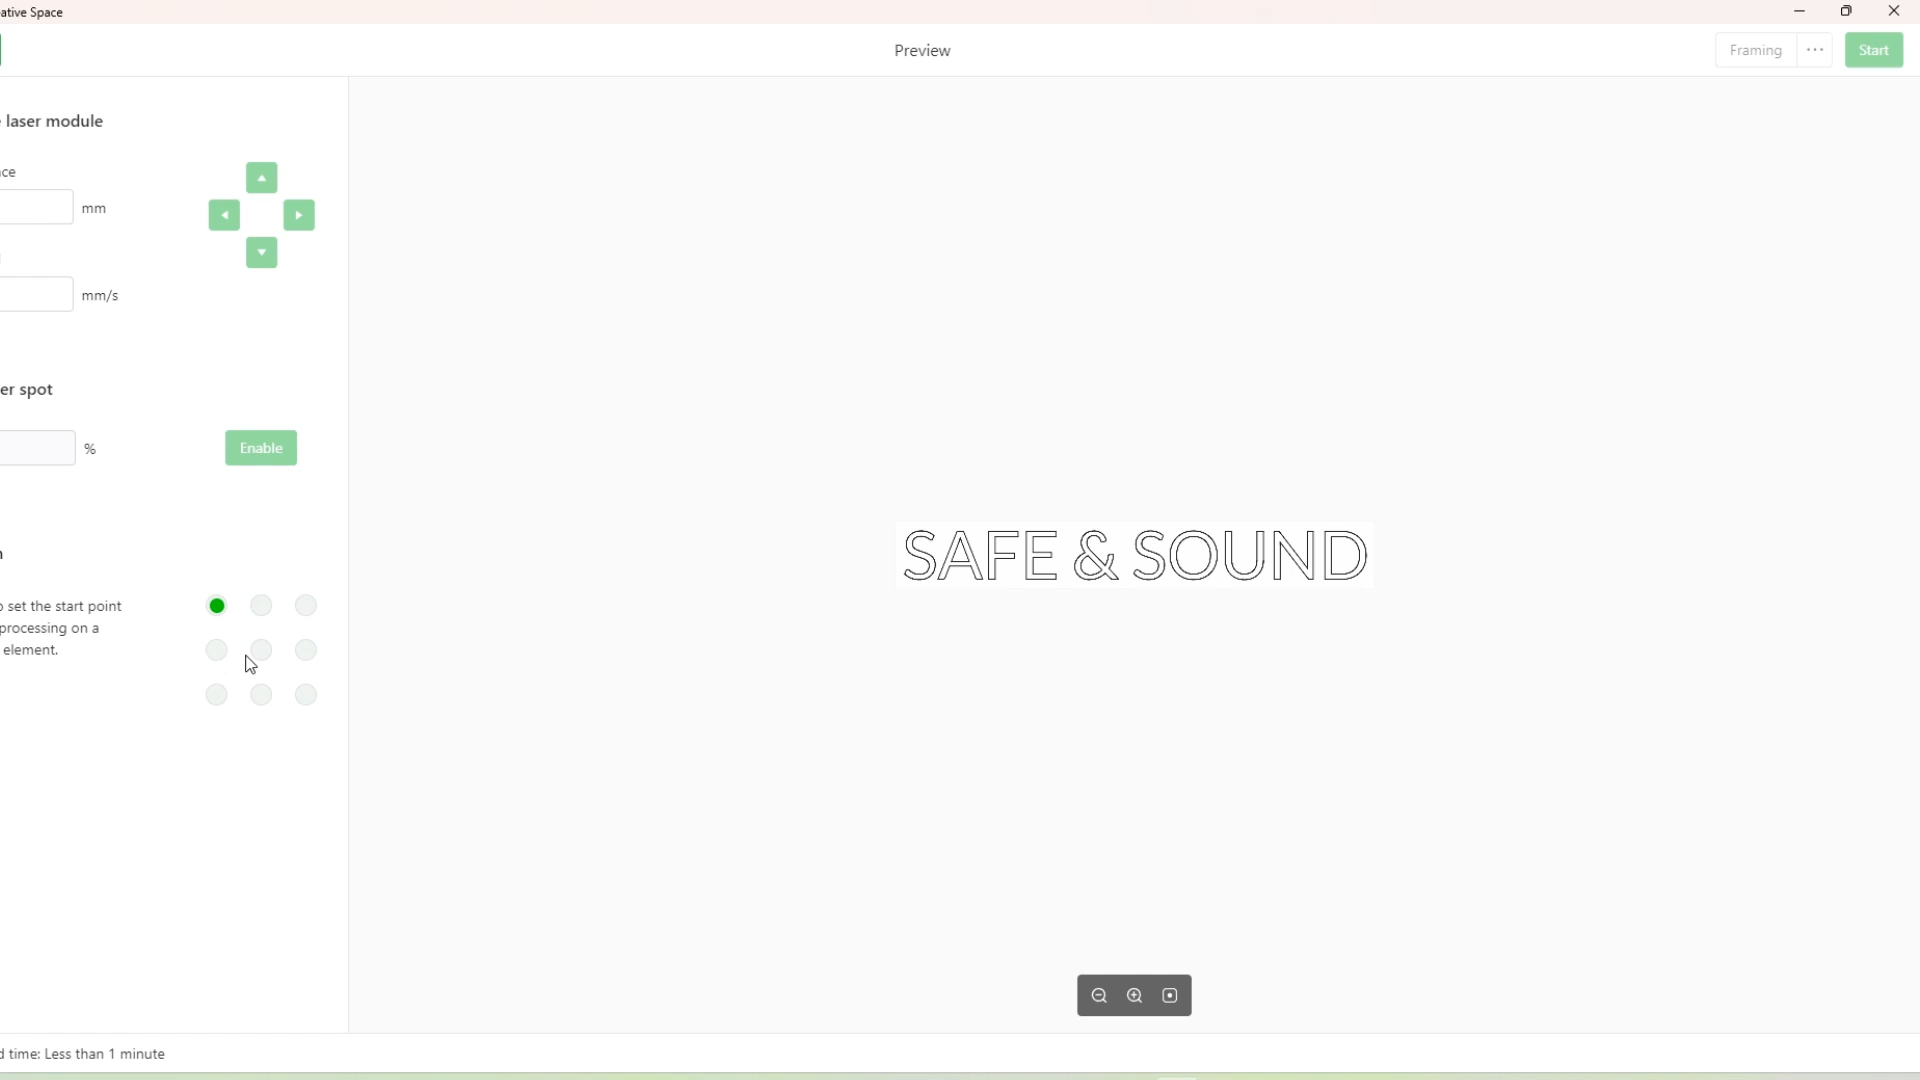 ative Space
Preview
Framing
Start
laser module
mm
mm/s
er spot
%
Enable
set the start point
processing on a
element.
SAFE & SOUND
time: Less than 1 minute